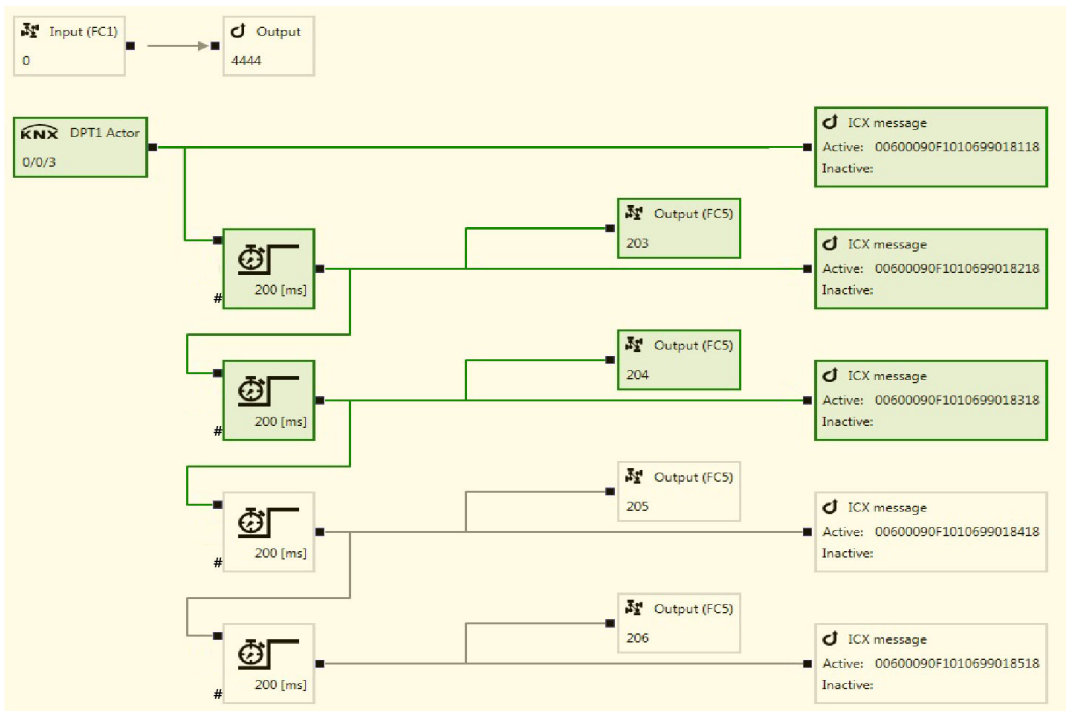 Input (FC1)
0
Output
4444
KNX DPT1 Actor
0/0/3
ICX message
Active: 00600090F1010699018118
Inactive:
Output (FC5)
203
200 [ms]
#
ICX message
Active: 00600090F1010699018218
Inactive:
Output (FC5)
204
200 [ms]
#
ICX message
Active: 00600090F1010699018318
Inactive:
Output (FC5)
205
200 [ms]
#
ICX message
Active: 00600090F1010699018418
Inactive:
Output (FC5)
206
200 [ms]
#
ICX message
Active: 00600090F1010699018518
Inactive: